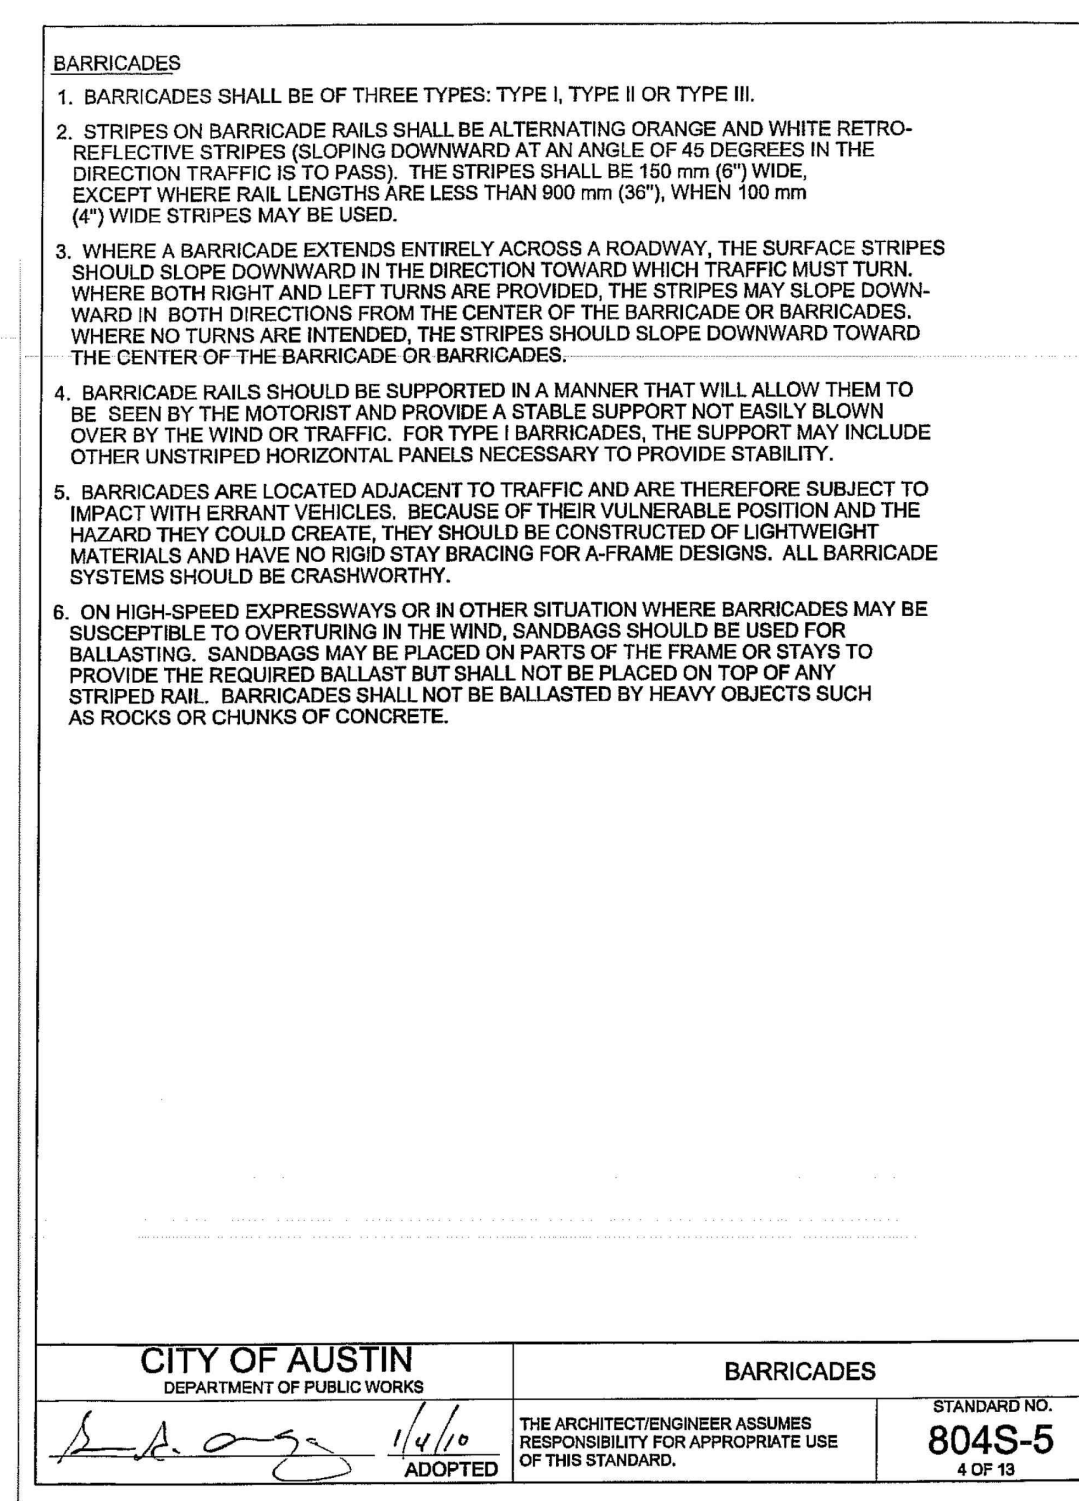 BARRICADES
1. BARRICADES SHALL BE OF THREE TYPES: TYPE I, TYPE II OR TYPE III.
2. STRIPES ON BARRICADE RAILS SHALL BE ALTERNATING ORANGE AND WHITE RETRO-
REFLECTIVE STRIPES (SLOPING DOWNWARD AT AN ANGLE OF 45 DEGREES IN THE
DIRECTION TRAFFIC IS TO PASS). THE STRIPES SHALL BE 150 mm (6") WIDE,
EXCEPT WHERE RAIL LENGTHS ARE LESS THAN 900 mm (36"), WHEN 100 mm
(4") WIDE STRIPES MAY BE USED.
3. WHERE A BARRICADE EXTENDS ENTIRELY ACROSS A ROADWAY, THE SURFACE STRIPES
SHOULD SLOPE DOWNWARD IN THE DIRECTION TOWARD WHICH TRAFFIC MUST TURN.
WHERE BOTH RIGHT AND LEFT TURNS ARE PROVIDED, THE STRIPES MAY SLOPE DOWN-
WARD IN BOTH DIRECTIONS FROM THE CENTER OF THE BARRICADE OR BARRICADES.
WHERE NO TURNS ARE INTENDED, THE STRIPES SHOULD SLOPE DOWNWARD TOWARD
THE CENTER OF THE BARRICADE OR BARRICADES.
4. BARRICADE RAILS SHOULD BE SUPPORTED IN A MANNER THAT WILL ALLOW THEM TO
BE SEEN BY THE MOTORIST AND PROVIDE A STABLE SUPPORT NOT EASILY BLOWN
OVER BY THE WIND OR TRAFFIC. FOR TYPE I BARRICADES, THE SUPPORT MAY INCLUDE
OTHER UNSTRIPED HORIZONTAL PANELS NECESSARY TO PROVIDE STABILITY.
5. BARRICADES ARE LOCATED ADJACENT TO TRAFFIC AND ARE THEREFORE SUBJECT TO
IMPACT WITH ERRANT VEHICLES. BECAUSE OF THEIR VULNERABLE POSITION AND THE
HAZARD THEY COULD CREATE, THEY SHOULD BE CONSTRUCTED OF LIGHTWEIGHT
MATERIALS AND HAVE NO RIGID STAY BRACING FOR A-FRAME DESIGNS. ALL BARRICADE
SYSTEMS SHOULD BE CRASHWORTHY.
6. ON HIGH-SPEED EXPRESSWAYS OR IN OTHER SITUATION WHERE BARRICADES MAY BE
SUSCEPTIBLE TO OVERTURING IN THE WIND, SANDBAGS SHOULD BE USED FOR
BALLASTING. SANDBAGS MAY BE PLACED ON PARTS OF THE FRAME OR STAYS TO
PROVIDE THE REQUIRED BALLAST BUT SHALL NOT BE PLACED ON TOP OF ANY
STRIPED RAIL. BARRICADES SHALL NOT BE BALLASTED BY HEAVY OBJECTS SUCH
AS ROCKS OR CHUNKS OF CONCRETE.
CITY OF AUSTIN
DEPARTMENT OF PUBLIC WORKS
BARRICADES
1/4/10
ADOPTED
THE ARCHITECT/ENGINEER ASSUMES
RESPONSIBILITY FOR APPROPRIATE USE
OF THIS STANDARD.
STANDARD NO.
804S-5
4 OF 13